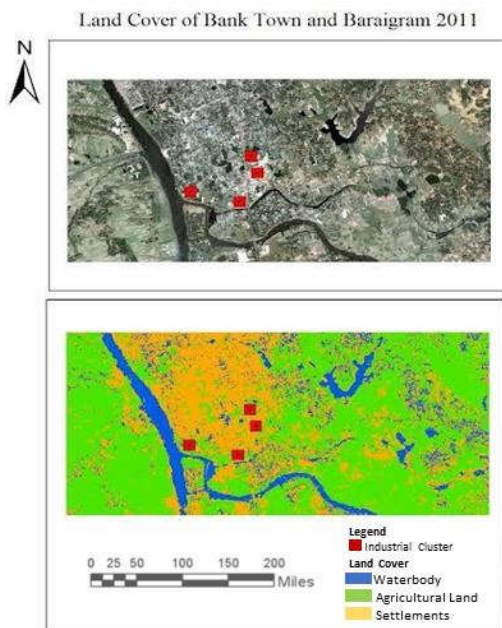 Land Cover of Bank Town and Baraigram 2011
N
Legend
Industrial Cluster
Land Cover
Waterbody
Agricultural Land
Settlements
0 25 50 100 150 200
Miles